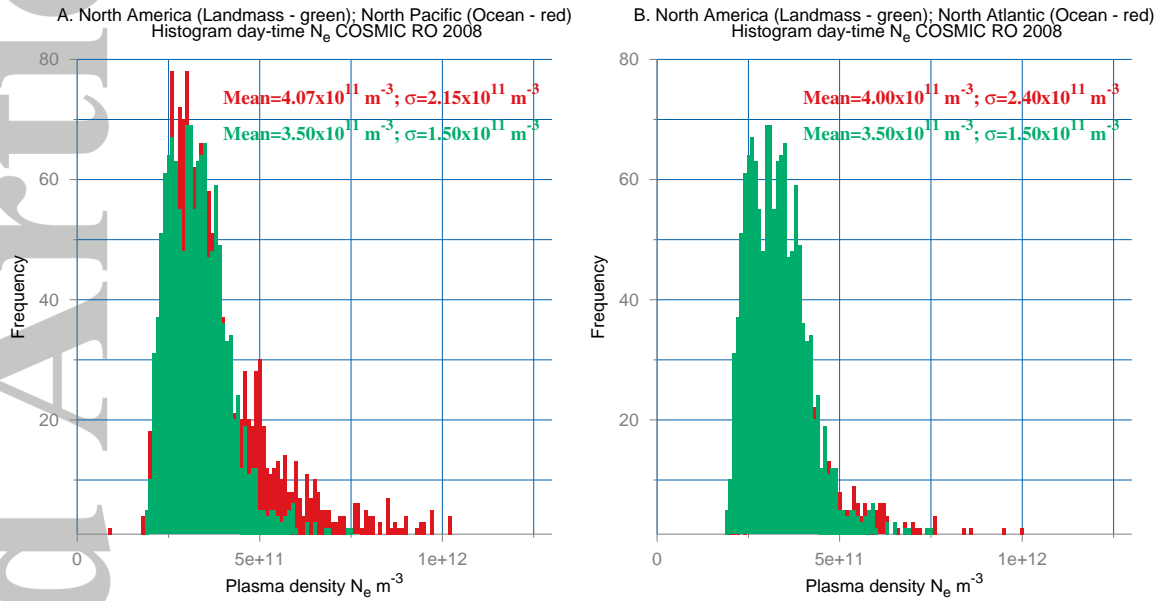 A. North America (Landmass - green); North Pacific (Ocean - red)
Histogram day-time Ne COSMIC RO 2008
Mean=4.07x10^11 m^-3; σ=2.15x10^11 m^-3
Mean=3.50x10^11 m^-3; σ=1.50x10^11 m^-3
80
60
40
20
Frequency
0 5e+11 1e+12
Plasma density Ne m^-3
B. North America (Landmass - green); North Atlantic (Ocean - red)
Histogram day-time Ne COSMIC RO 2008
Mean=4.00x10^11 m^-3; σ=2.40x10^11 m^-3
Mean=3.50x10^11 m^-3; σ=1.50x10^11 m^-3
80
60
40
20
Frequency
0 5e+11 1e+12
Plasma density Ne m^-3